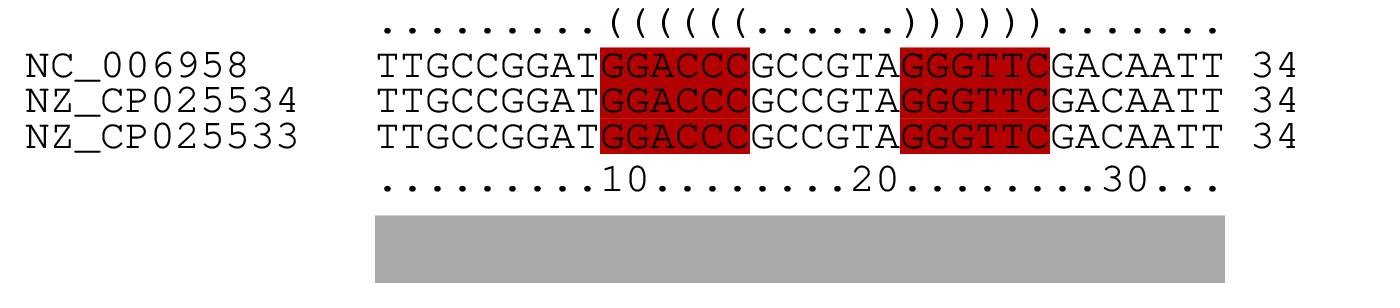 .........((((((......)))))).......
NC_006958 TTGCCGGATGGACCCGCCGTAGGGTTCGACAATT 34
NZ_CP025534 TTGCCGGATGGACCCGCCGTAGGGTTCGACAATT 34
NZ_CP025533 TTGCCGGATGGACCCGCCGTAGGGTTCGACAATT 34
.........10........20........30...